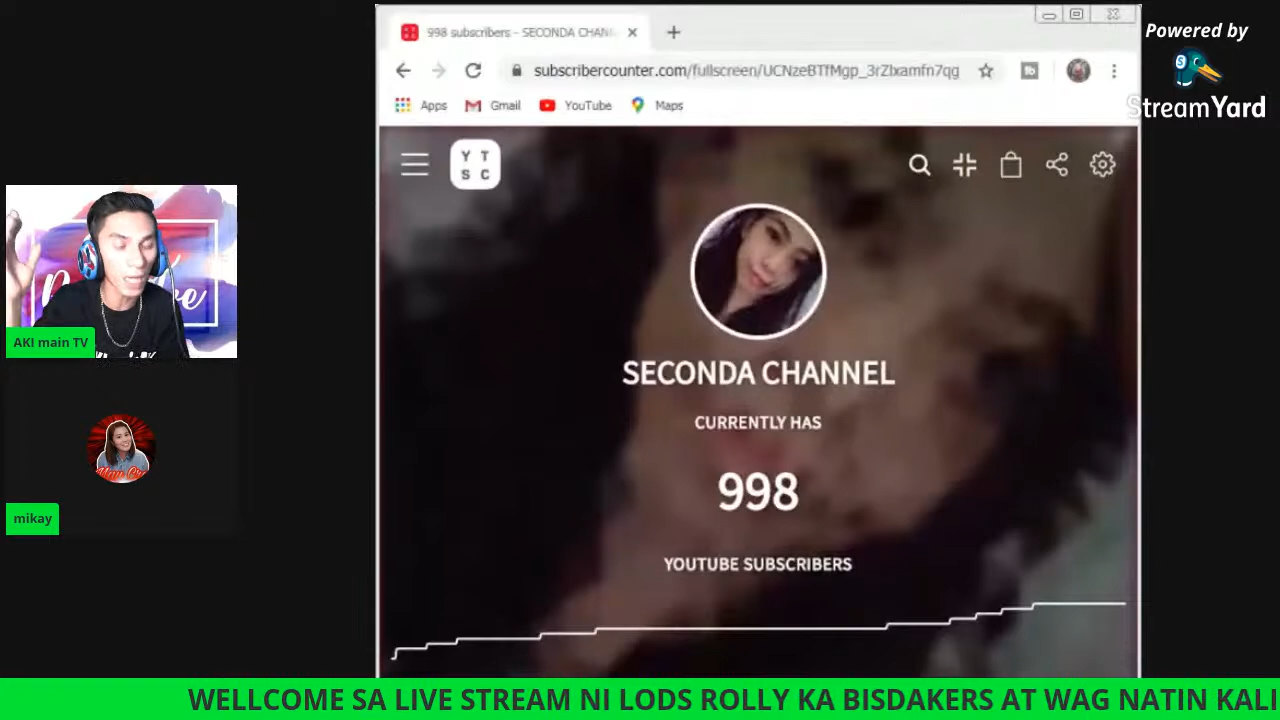 998 subscribers - SECONDA CHAN
Powered by
StreamYard
subscribercounter.com/fullscreen/UCNzeBTfMgp_3rZlxamfn7qg
Apps
Gmail
YouTube
Maps
Y T
S C
SECONDA CHANNEL
CURRENTLY HAS
998
YOUTUBE SUBSCRIBERS
AKI main TV
mikay
WELLCOME SA LIVE STREAM NI LODS ROLLY KA BISDAKERS AT WAG NATIN KALI